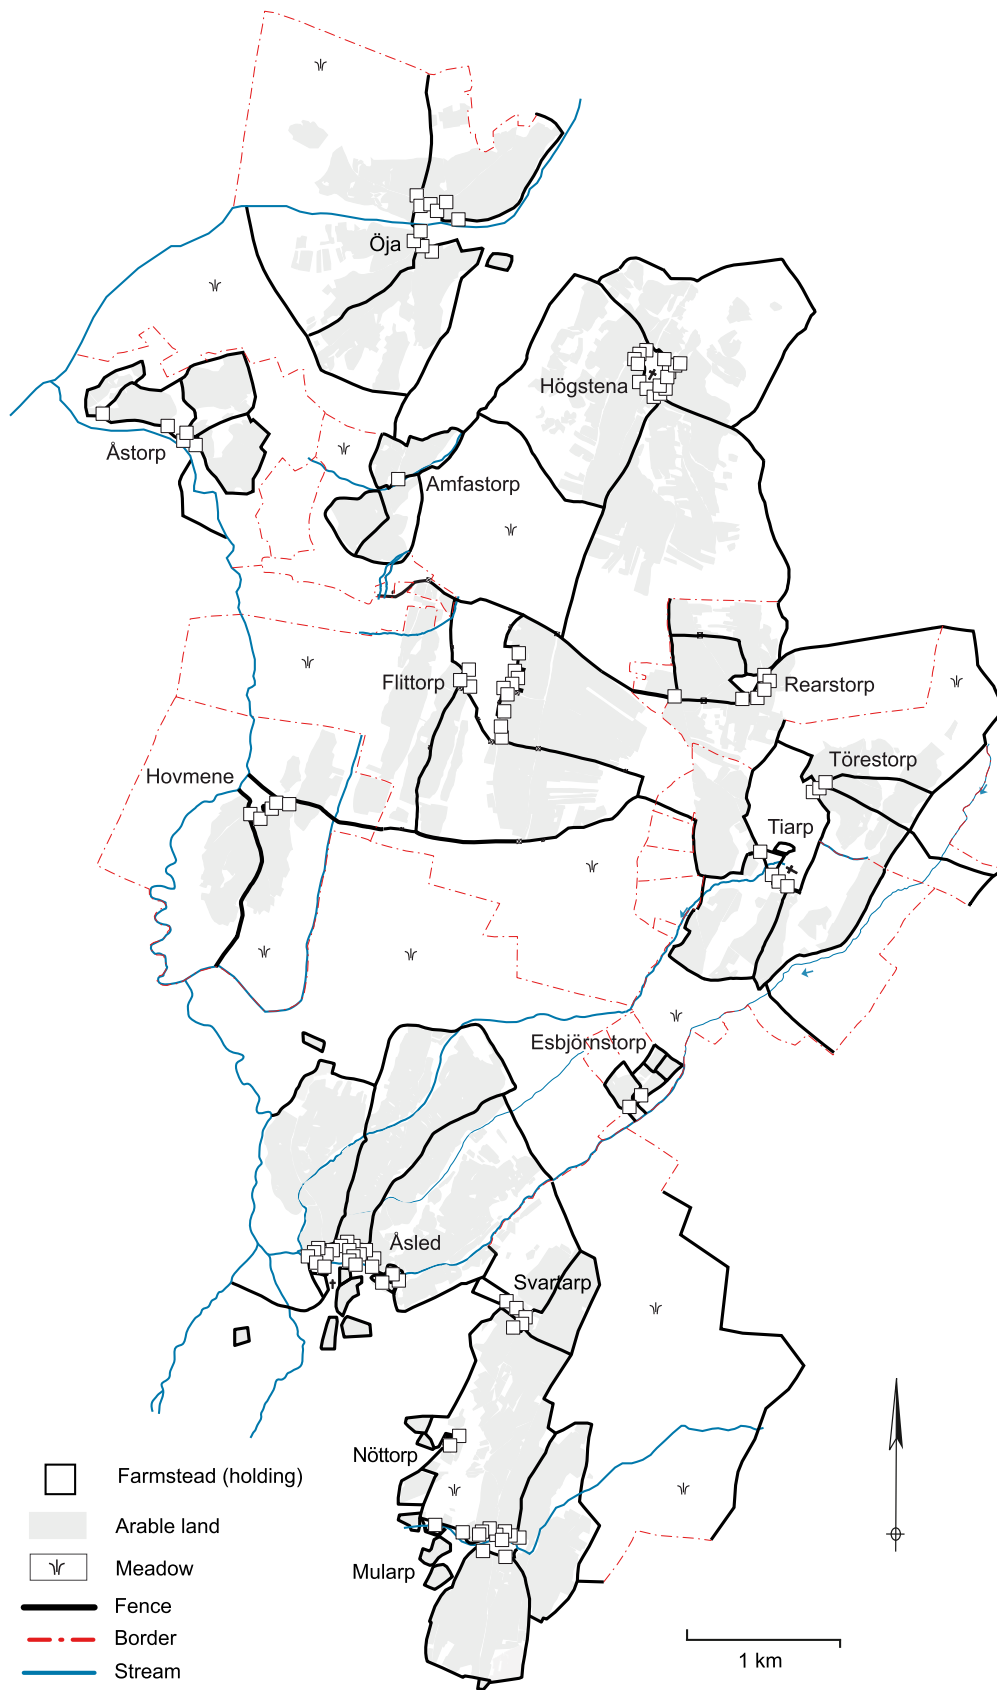 Öja
Högstena
Åstorp
Amfastorp
Flittorp
Rearstorp
Törestorp
Hovmene
Tiarp
Esbjörnstorp
Åsled
Svartarp
Nöttorp
Farmstead (holding)
Arable land
Meadow
Mularp
Fence
Border
1 km
Stream